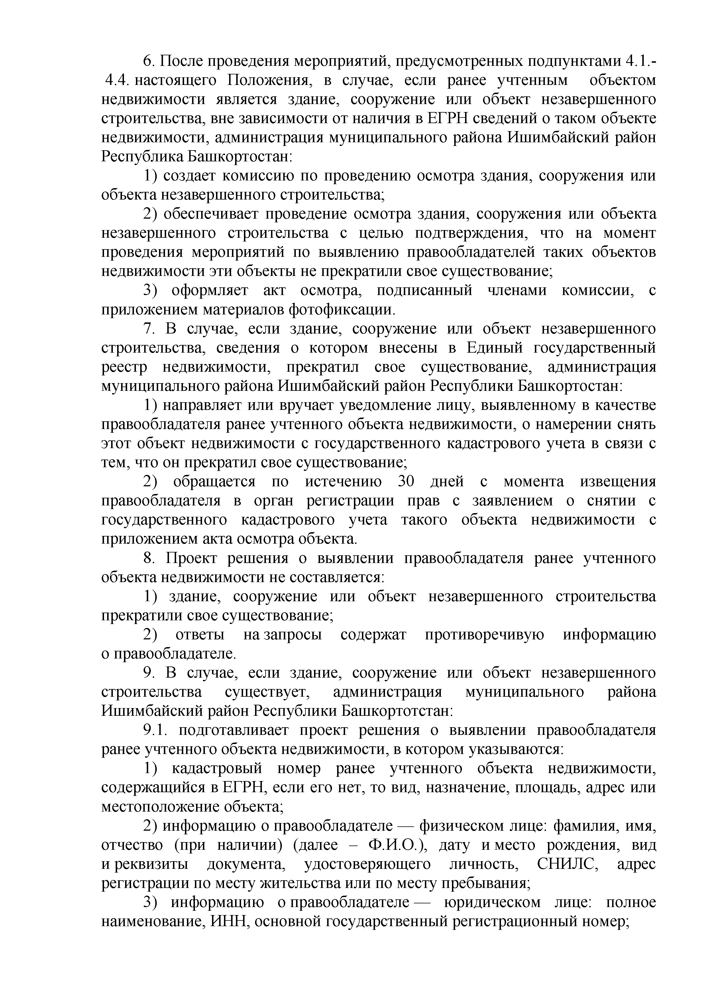 6. После проведения мероприятий, предусмотренных подпунктами 4.1.-
4.4. настоящего Положения, в случае, если ранее учтенным объектом
недвижимости является здание, сооружение или объект незавершенного
строительства, вне зависимости от наличия в ЕГРН сведений о таком объекте
недвижимости, администрация муниципального района Ишимбайский район
Республика Башкортостан:
1) создает комиссию по проведению осмотра здания, сооружения или
объекта незавершенного строительства;
2) обеспечивает проведение осмотра здания, сооружения или объекта
незавершенного строительства с целью подтверждения, что на момент
проведения мероприятий по выявлению правообладателей таких объектов
недвижимости эти объекты не прекратили свое существование;
3) оформляет акт осмотра, подписанный членами комиссии, с
приложением материалов фотофиксации.
7. В случае, если здание, сооружение или объект незавершенного
строительства, сведения о котором внесены в Единый государственный
реестр недвижимости, прекратил свое существование, администрация
муниципального района Ишимбайский район Республики Башкортостан:
1) направляет или вручает уведомление лицу, выявленному в качестве
правообладателя ранее учтенного объекта недвижимости, о намерении снять
этот объект недвижимости с государственного кадастрового учета в связи с
тем, что он прекратил свое существование;
2) обращается по истечению 30 дней с момента извещения
правообладателя в орган регистрации прав с заявлением о снятии с
государственного кадастрового учета такого объекта недвижимости с
приложением акта осмотра объекта.
8. Проект решения о выявлении правообладателя ранее учтенного
объекта недвижимости не составляется:
1) здание, сооружение или объект незавершенного строительства
прекратили свое существование;
2) ответы на запросы содержат противоречивую информацию
о правообладателе.
9. В случае, если здание, сооружение или объект незавершенного
строительства существует, администрация муниципального района
Ишимбайский район Республики Башкортотстан:
9.1. подготавливает проект решения о выявлении правообладателя
ранее учтенного объекта недвижимости, в котором указываются:
1) кадастровый номер ранее учтенного объекта недвижимости,
содержащийся в ЕГРН, если его нет, то вид, назначение, площадь, адрес или
местоположение объекта;
2) информацию о правообладателе — физическом лице: фамилия, имя,
отчество (при наличии) (далее – Ф.И.О.), дату и место рождения, вид
и реквизиты документа, удостоверяющего личность, СНИЛС, адрес
регистрации по месту жительства или по месту пребывания;
3) информацию о правообладателе — юридическом лице: полное
наименование, ИНН, основной государственный регистрационный номер;